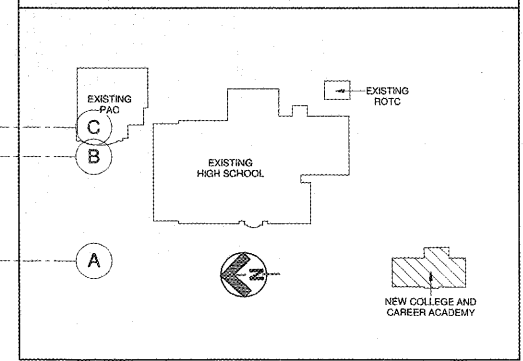 EXISTING
PAC
C
B
EXISTING
ROTC
EXISTING
HIGH SCHOOL
A
NEW COLLEGE AND
CAREER ACADEMY